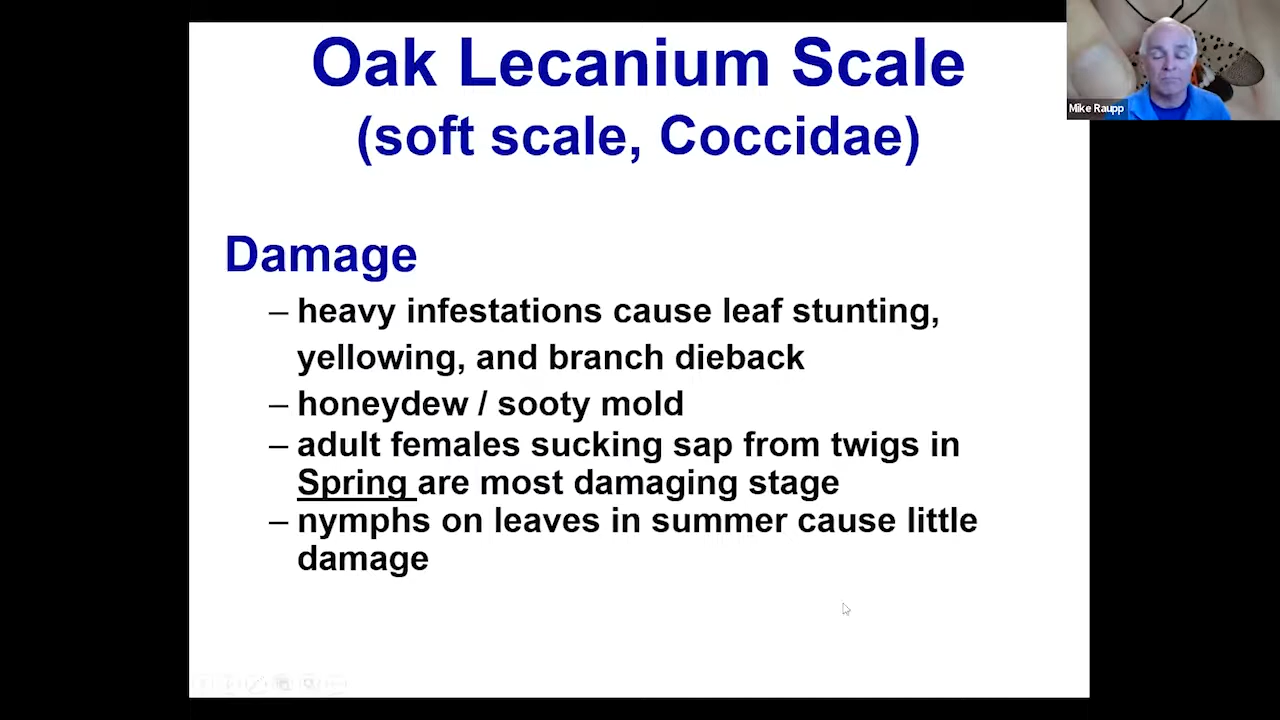 Oak Lecanium Scale
(soft scale, Coccidae)
Mike Raupp
Damage
– heavy infestations cause leaf stunting,
yellowing, and branch dieback
– honeydew / sooty mold
– adult females sucking sap from twigs in
Spring are most damaging stage
– nymphs on leaves in summer cause little
damage